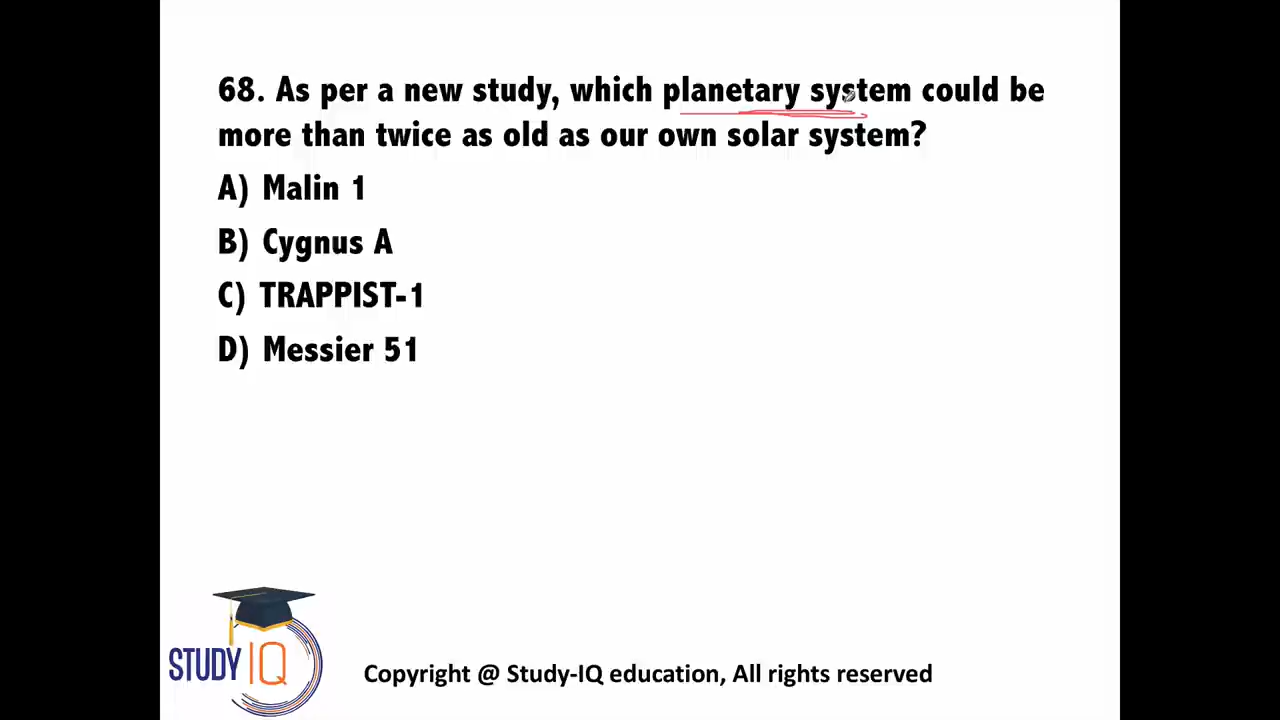 68. As per a new study, which planetary system could be
more than twice as old as our own solar system?
A) Malin 1
B) Cygnus A
C) TRAPPIST-1
D) Messier 51
STUDY IQ
Copyright @ Study-IQ education, All rights reserved